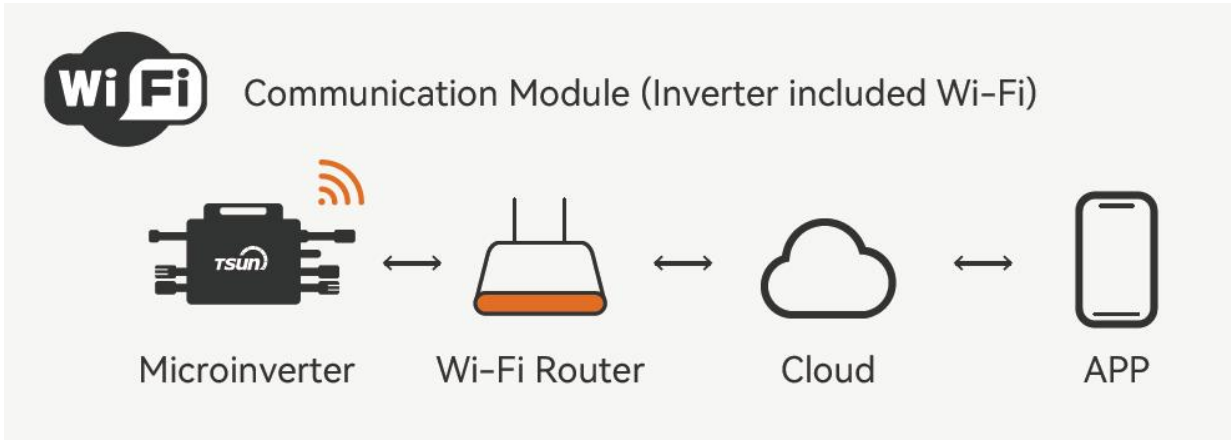 Wi Fi
Communication Module (Inverter included Wi-Fi)
TSUN
Microinverter
Wi-Fi Router
Cloud
APP